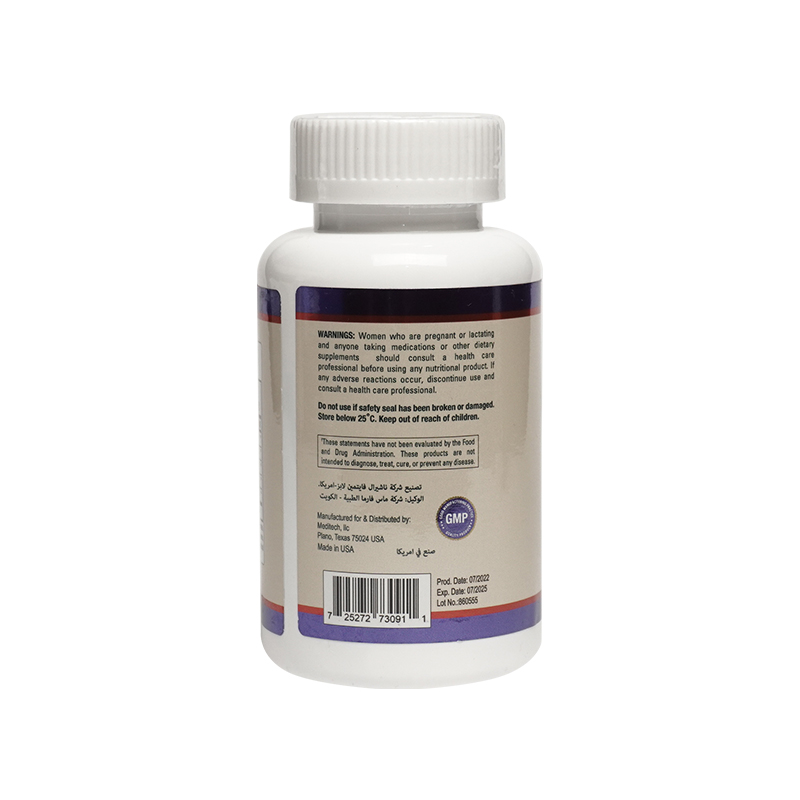 WARNINGS: Women who are pregnant or lactating
and anyone taking medications or other dietary
supplements should consult a health care
professional before using any nutritional product. If
any adverse reactions occur, discontinue use and
consult a health care professional.
Do not use if safety seal has been broken or damaged.
Store below 25°C. Keep out of reach of children.
*These statements have not been evaluated by the Food
and Drug Administration. These products are not
intended to diagnose, treat, cure, or prevent any disease.
تصنيع شركة ناشيرال فايتمين لابز-امريكا.
الوكيل: شركة ماس فارما الطبية - الكويت
Manufactured for & Distributed by:
Meditech, llc
Plano, Texas 75024 USA
Made in USA
صنع في امريكا
GOOD MANUFACTURING PRACTICE
GMP
QUALITY PRODUCT
Prod. Date: 07/2022
Exp. Date: 07/2025
Lot No.:860555
7 25272 73091 1